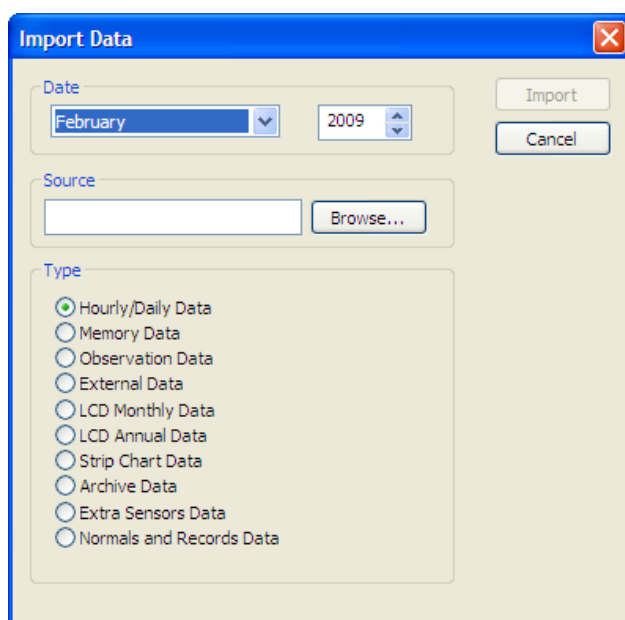 Import Data
Date
February
2009
Import
Cancel
Source
Browse...
Type
Hourly/Daily Data
Memory Data
Observation Data
External Data
LCD Monthly Data
LCD Annual Data
Strip Chart Data
Archive Data
Extra Sensors Data
Normals and Records Data